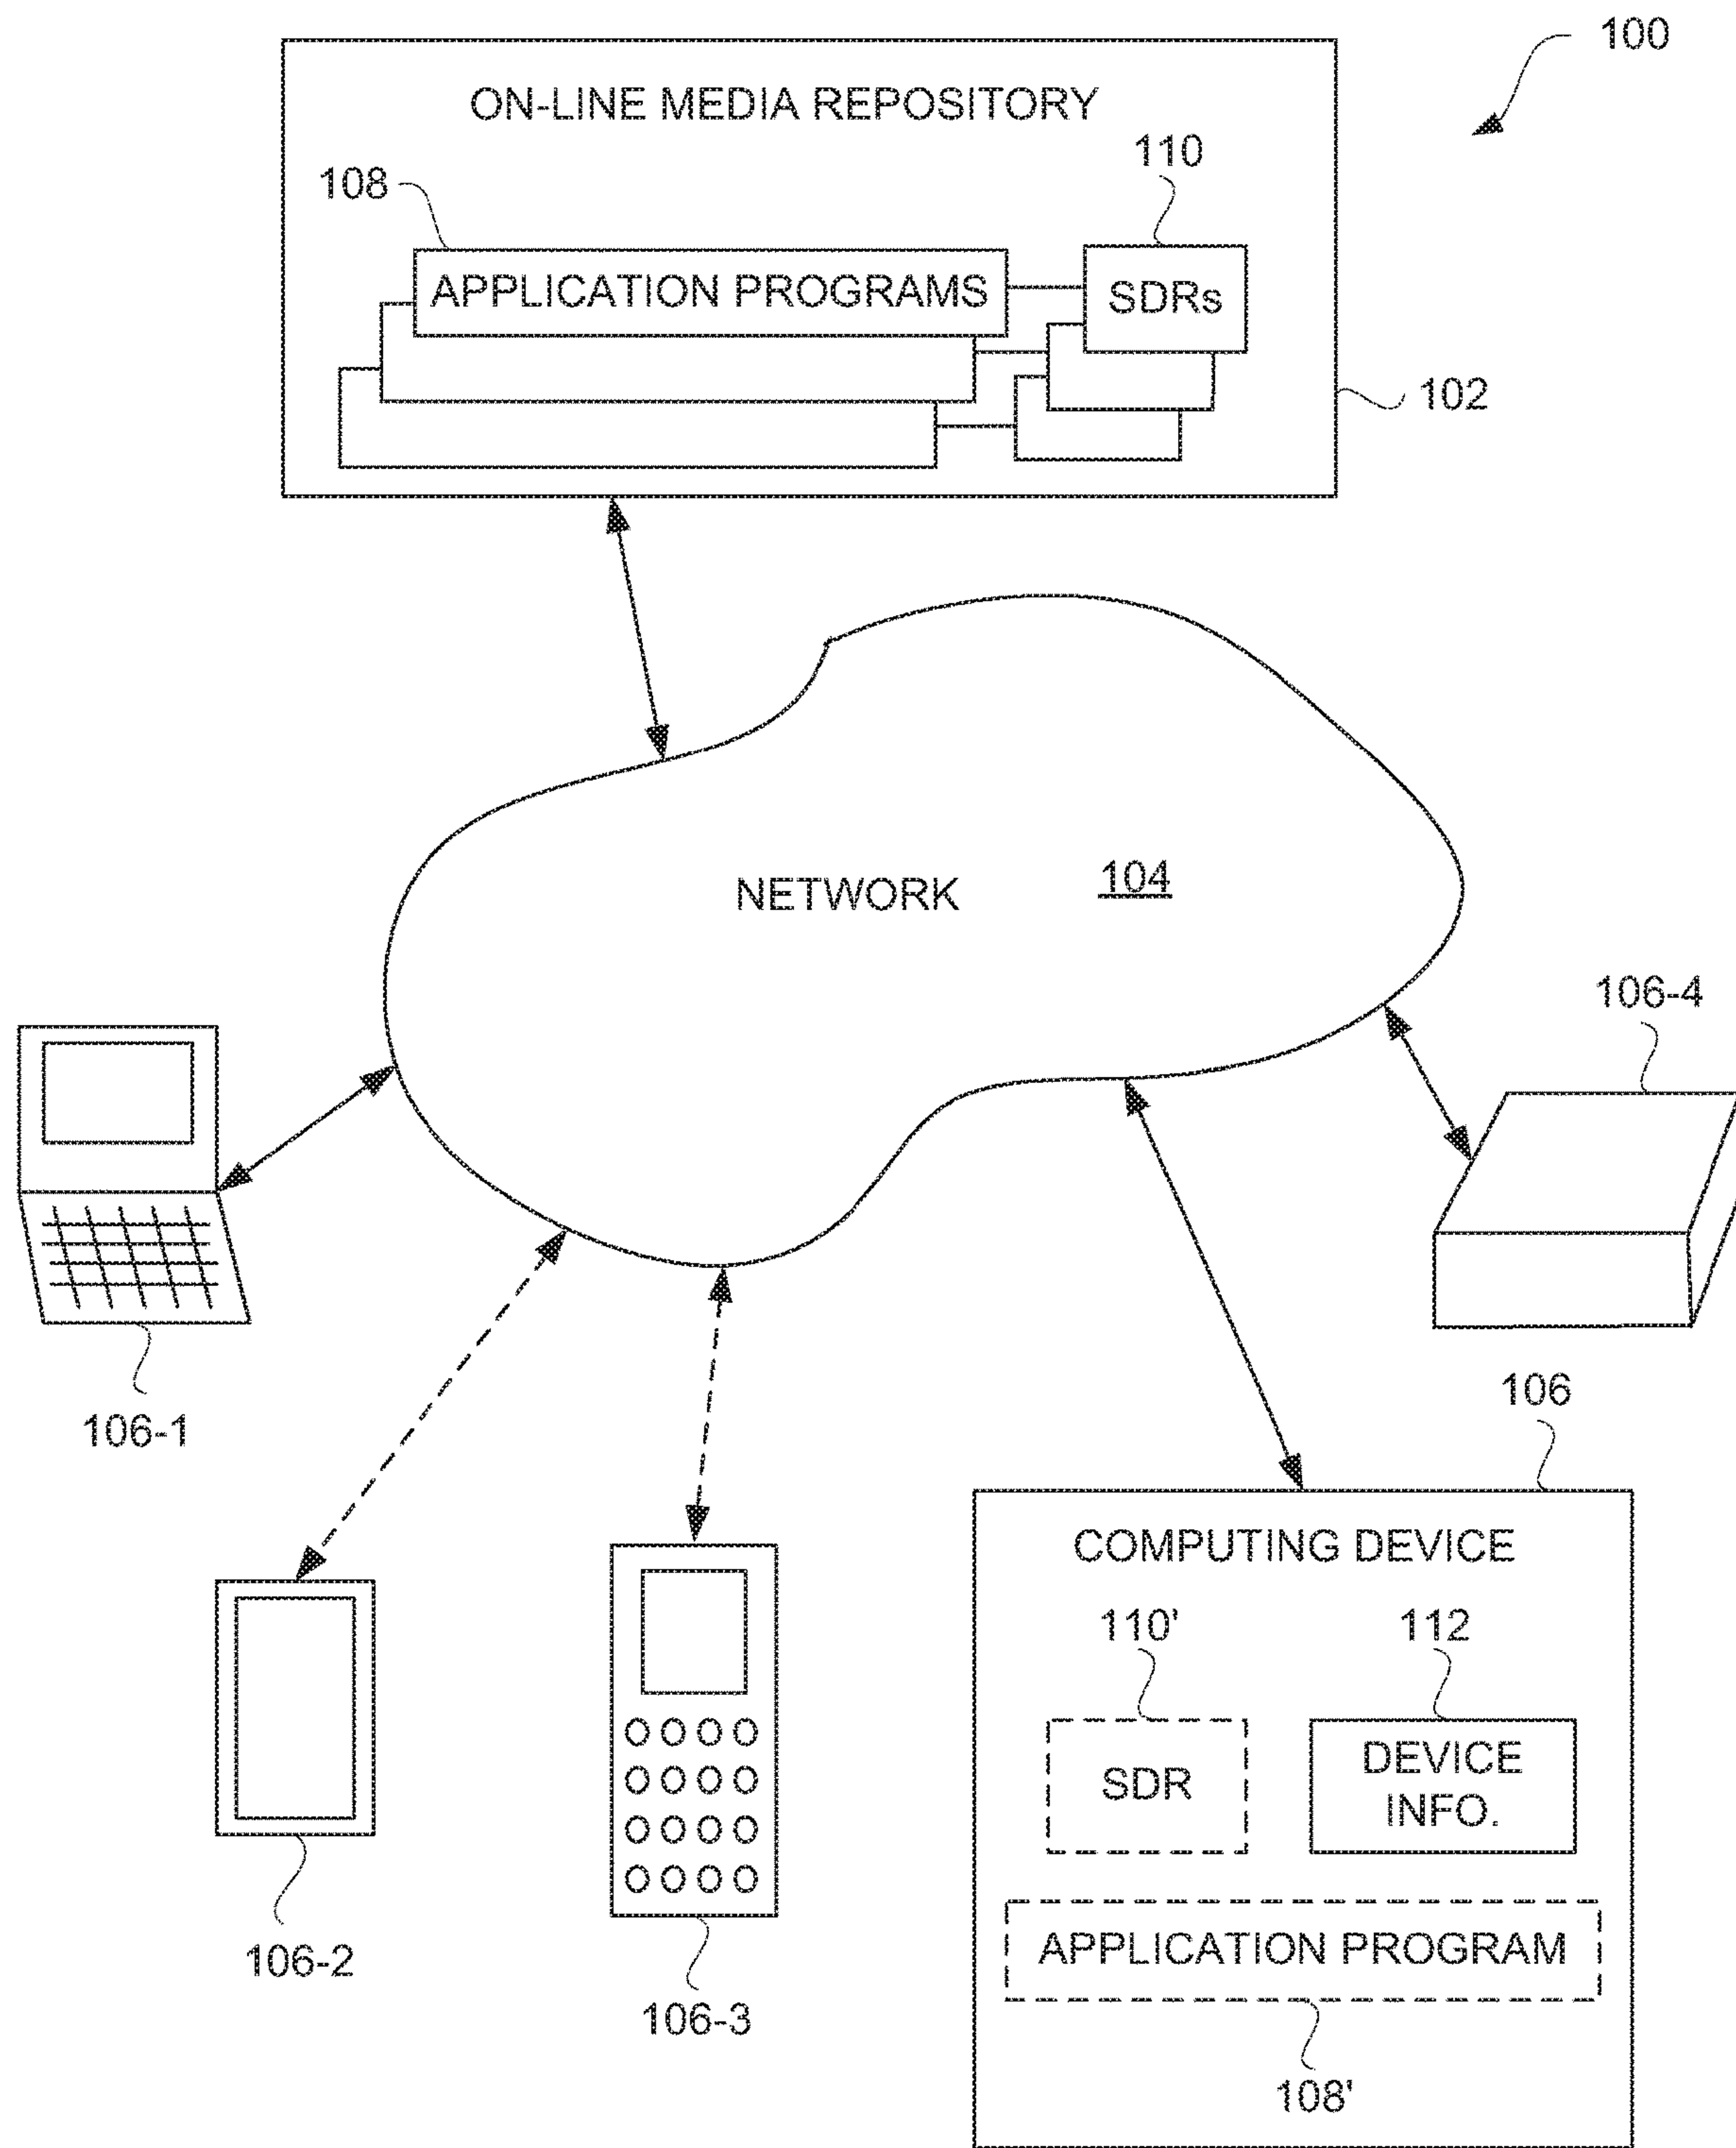 100
ON-LINE MEDIA REPOSITORY
110
108
APPLICATION PROGRAMS
SDRs
102
NETWORK
104
106-4
106-1
106
COMPUTING DEVICE
110'
112
SDR
DEVICE
INFO.
APPLICATION PROGRAM
106-2
106-3
108'